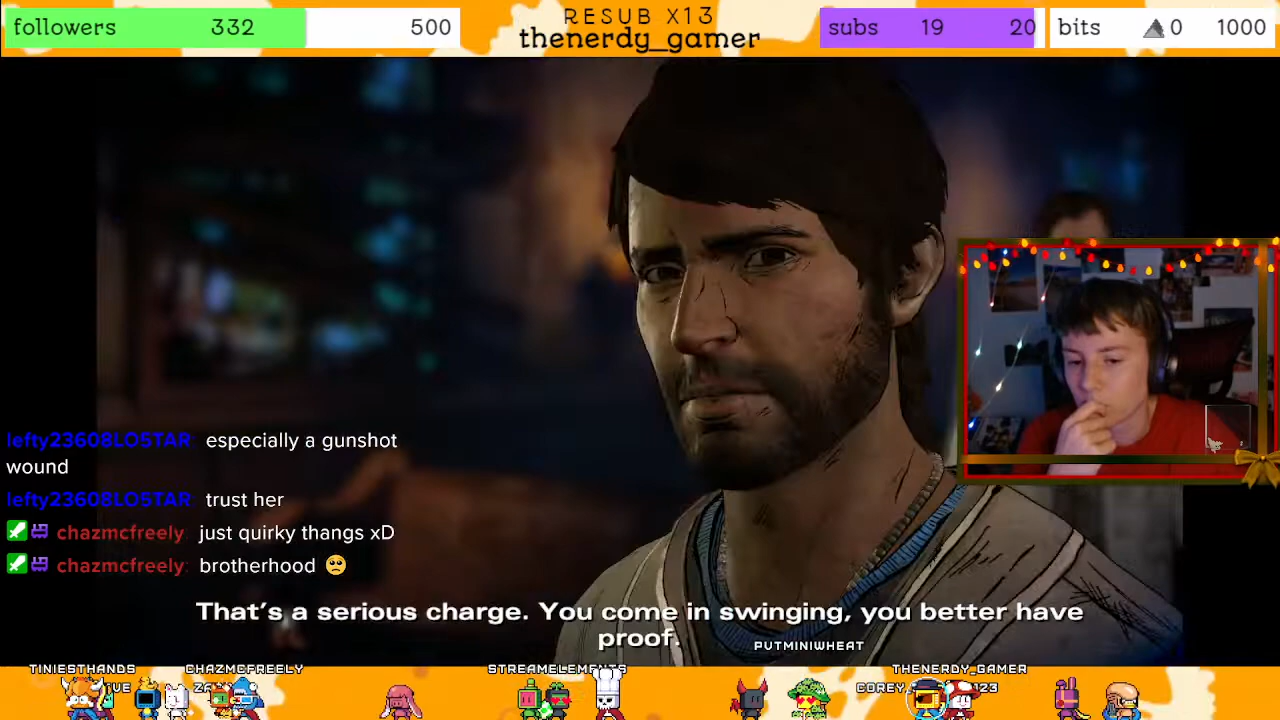 followers 332 500
RESUB X13
thenerdy_gamer
subs 19 20
bits 0 1000
lefty23608LO5TAR: especially a gunshot
wound
lefty23608LO5TAR: trust her
chazmcfreely: just quirky thangs xD
chazmcfreely: brotherhood 🥺
That's a serious charge. You come in swinging, you better have
proof.
PUTMINIWHEAT
TINIESTHANDS CHAZMCFREELY STREAMELEMENTS THENERDY_GAMER